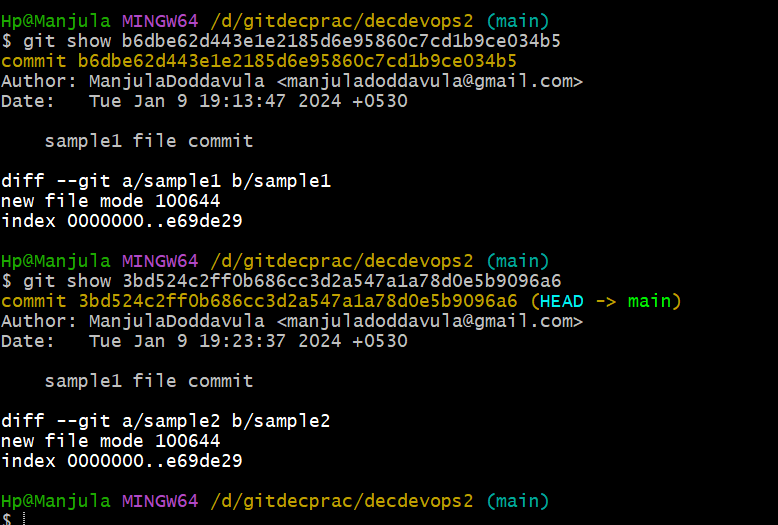 Hp@Manjula MINGW64 /d/gitdecprac/decdevops2 (main)
$ git show b6dbe62d443e1e2185d6e95860c7cd1b9ce034b5
commit b6dbe62d443e1e2185d6e95860c7cd1b9ce034b5
Author: ManjulaDoddavula <manjuladoddavula@gmail.com>
Date:   Tue Jan 9 19:13:47 2024 +0530
    sample1 file commit
diff --git a/sample1 b/sample1
new file mode 100644
index 0000000..e69de29
Hp@Manjula MINGW64 /d/gitdecprac/decdevops2 (main)
$ git show 3bd524c2ff0b686cc3d2a547a1a78d0e5b9096a6
commit 3bd524c2ff0b686cc3d2a547a1a78d0e5b9096a6 (HEAD -> main)
Author: ManjulaDoddavula <manjuladoddavula@gmail.com>
Date:   Tue Jan 9 19:23:37 2024 +0530
    sample1 file commit
diff --git a/sample2 b/sample2
new file mode 100644
index 0000000..e69de29
Hp@Manjula MINGW64 /d/gitdecprac/decdevops2 (main)
$